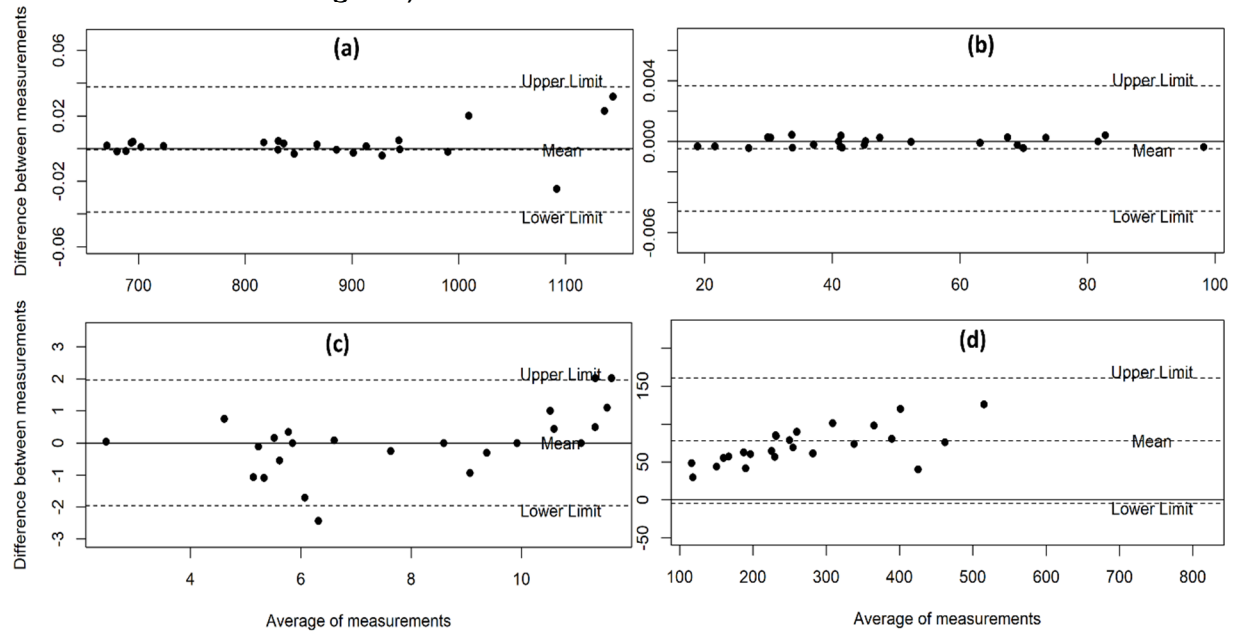 Difference between measurements
(a)
0.06
0.02
-0.02
-0.06
Upper Limit
Mean
Lower Limit
700 800 900 1000 1100
(b)
0.004
0.000
-0.006
Upper Limit
Mean
Lower Limit
20 40 60 80 100
Difference between measurements
(c)
3
2
1
0
-1
-2
-3
Upper Limit
Mean
Lower Limit
4 6 8 10
Average of measurements
(d)
150
50
0
-50
Upper Limit
Mean
Lower Limit
100 200 300 400 500 600 700 800
Average of measurements